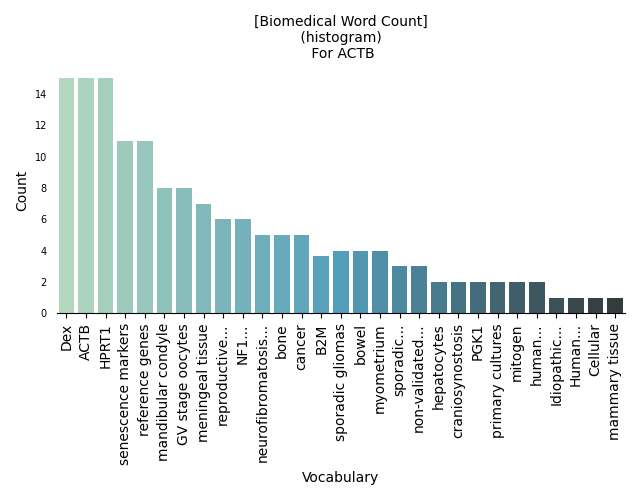 [Biomedical Word Count]
(histogram)
For ACTB
Count
14
12
10
8
6
4
2
0
Dex
ACTB
HPRT1
senescence markers
reference genes
mandibular condyle
GV stage oocytes
meningeal tissue
reproductive...
NF1...
neurofibromatosis...
bone
cancer
B2M
sporadic gliomas
bowel
myometrium
sporadic...
non-validated...
hepatocytes
craniosynostosis
PGK1
primary cultures
mitogen
human...
Idiopathic...
Human...
Cellular
mammary tissue
Vocabulary